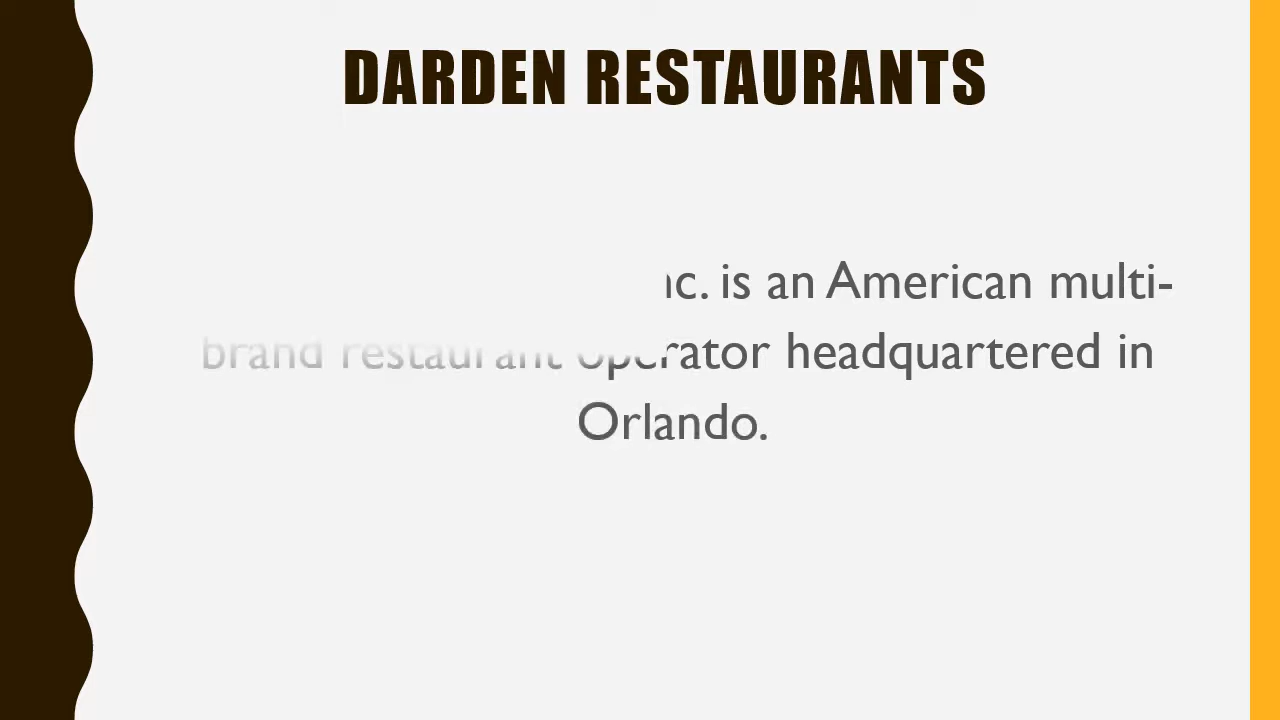 DARDEN RESTAURANTS
is an American multi-
brand restaurant operator headquartered in
Orlando.